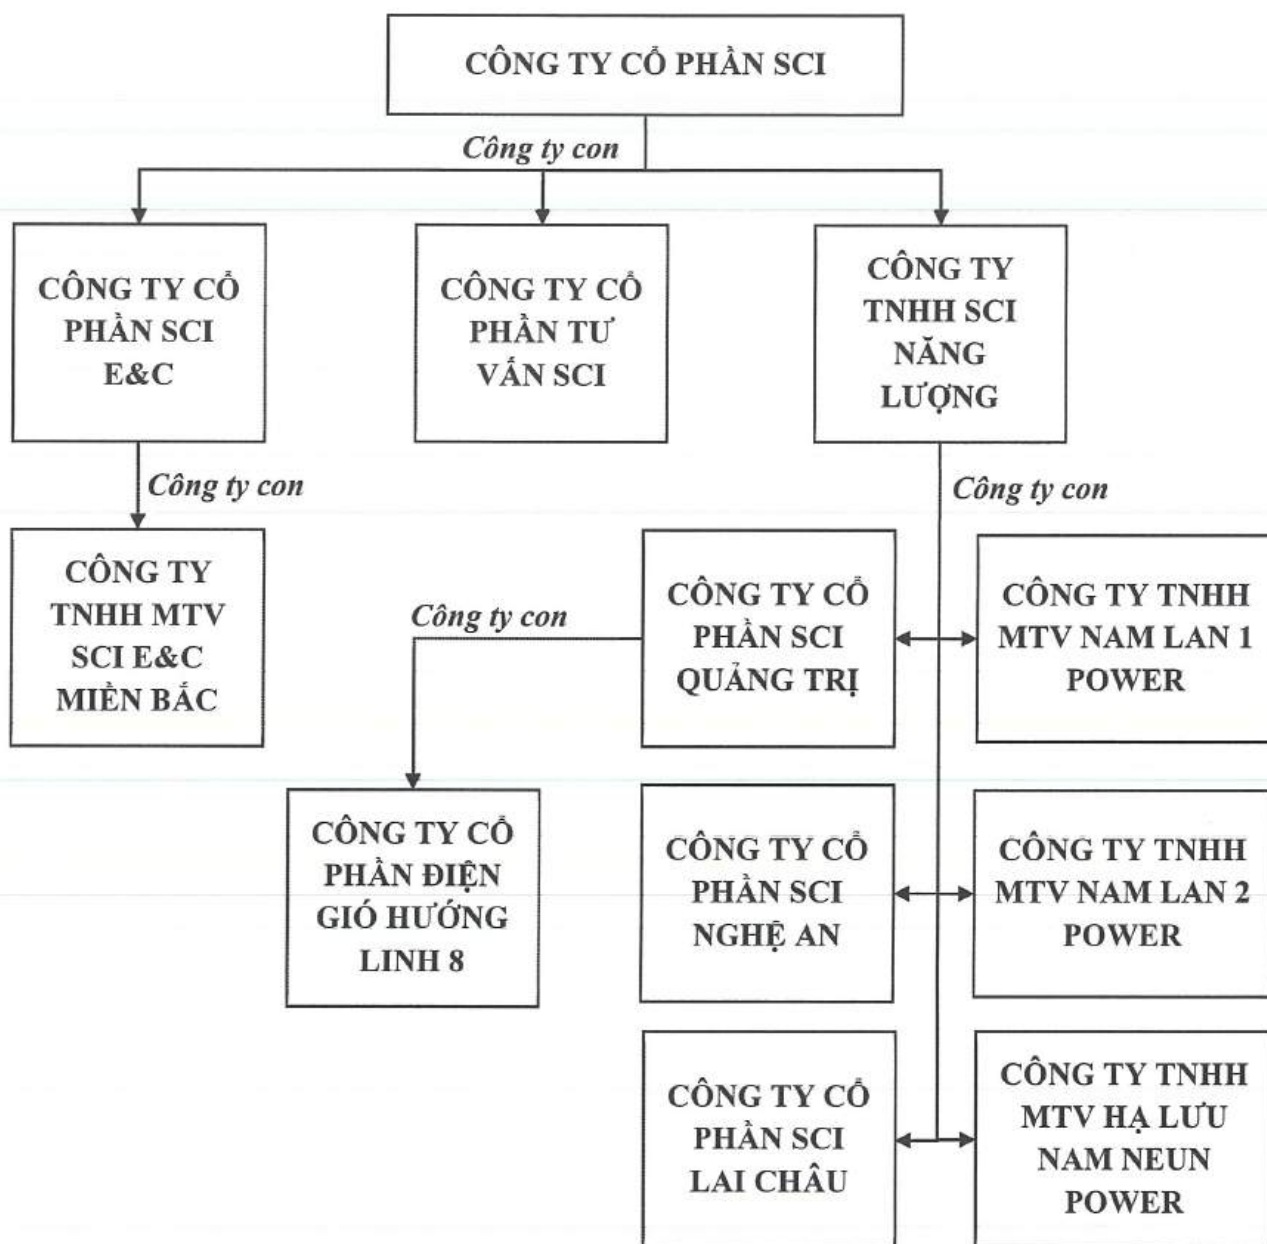 CÔNG TY CỔ PHẦN SCI
Công ty con
CÔNG TY CỔ
PHẦN SCI
E&C
CÔNG TY CỔ
PHẦN TƯ
VẤN SCI
CÔNG TY
TNHH SCI
NĂNG
LƯỢNG
Công ty con
Công ty con
CÔNG TY
TNHH MTV
SCI E&C
MIỀN BẮC
Công ty con
CÔNG TY CỔ
PHẦN SCI
QUẢNG TRỊ
CÔNG TY TNHH
MTV NAM LAN 1
POWER
CÔNG TY CỔ
PHẦN ĐIỆN
GIÓ HƯỚNG
LINH 8
CÔNG TY CỔ
PHẦN SCI
NGHỆ AN
CÔNG TY TNHH
MTV NAM LAN 2
POWER
CÔNG TY CỔ
PHẦN SCI
LAI CHÂU
CÔNG TY TNHH
MTV HẠ LƯU
NAM NEUN
POWER